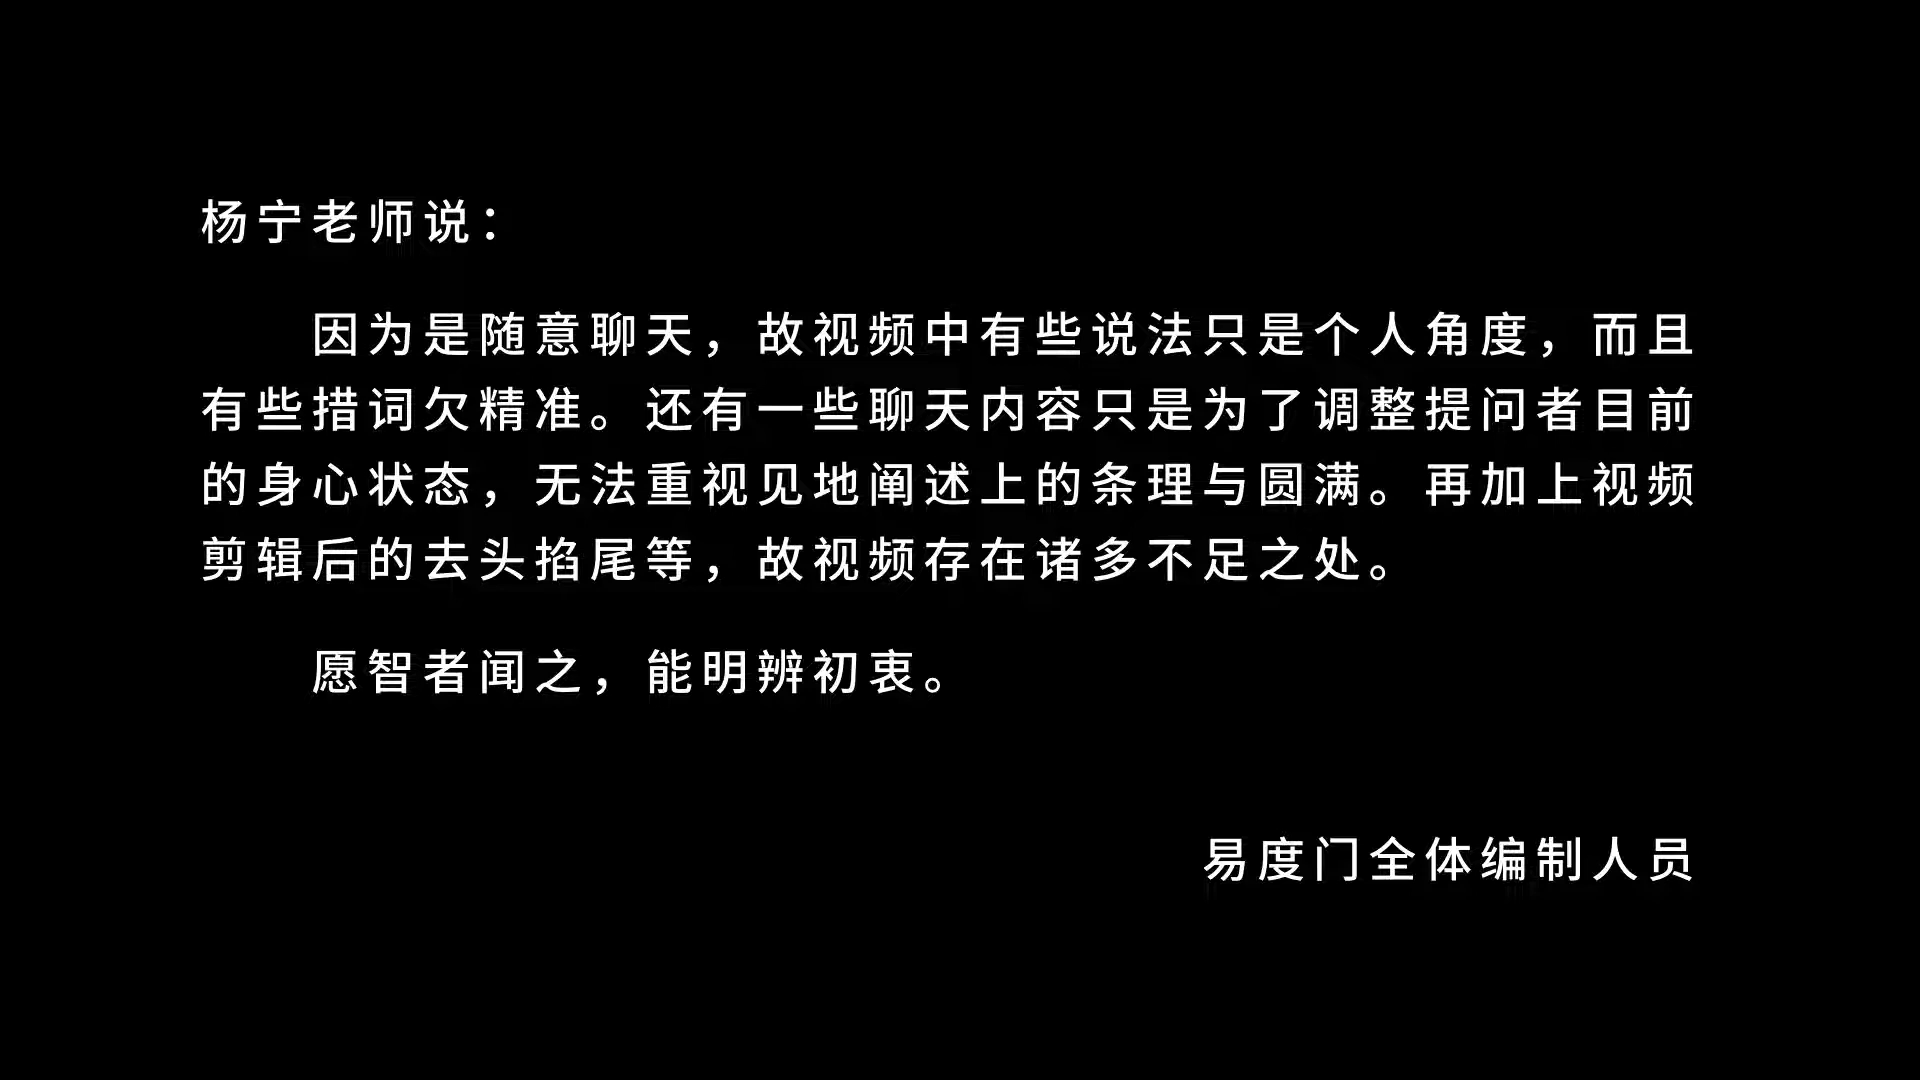 杨宁老师说：
因为是随意聊天，故视频中有些说法只是个人角度，而且
有些措词欠精准。还有一些聊天内容只是为了调整提问者目前
的身心状态，无法重视见地阐述上的条理与圆满。再加上视频
剪辑后的去头掐尾等，故视频存在诸多不足之处。
愿智者闻之，能明辨初衷。
易度门全体编制人员